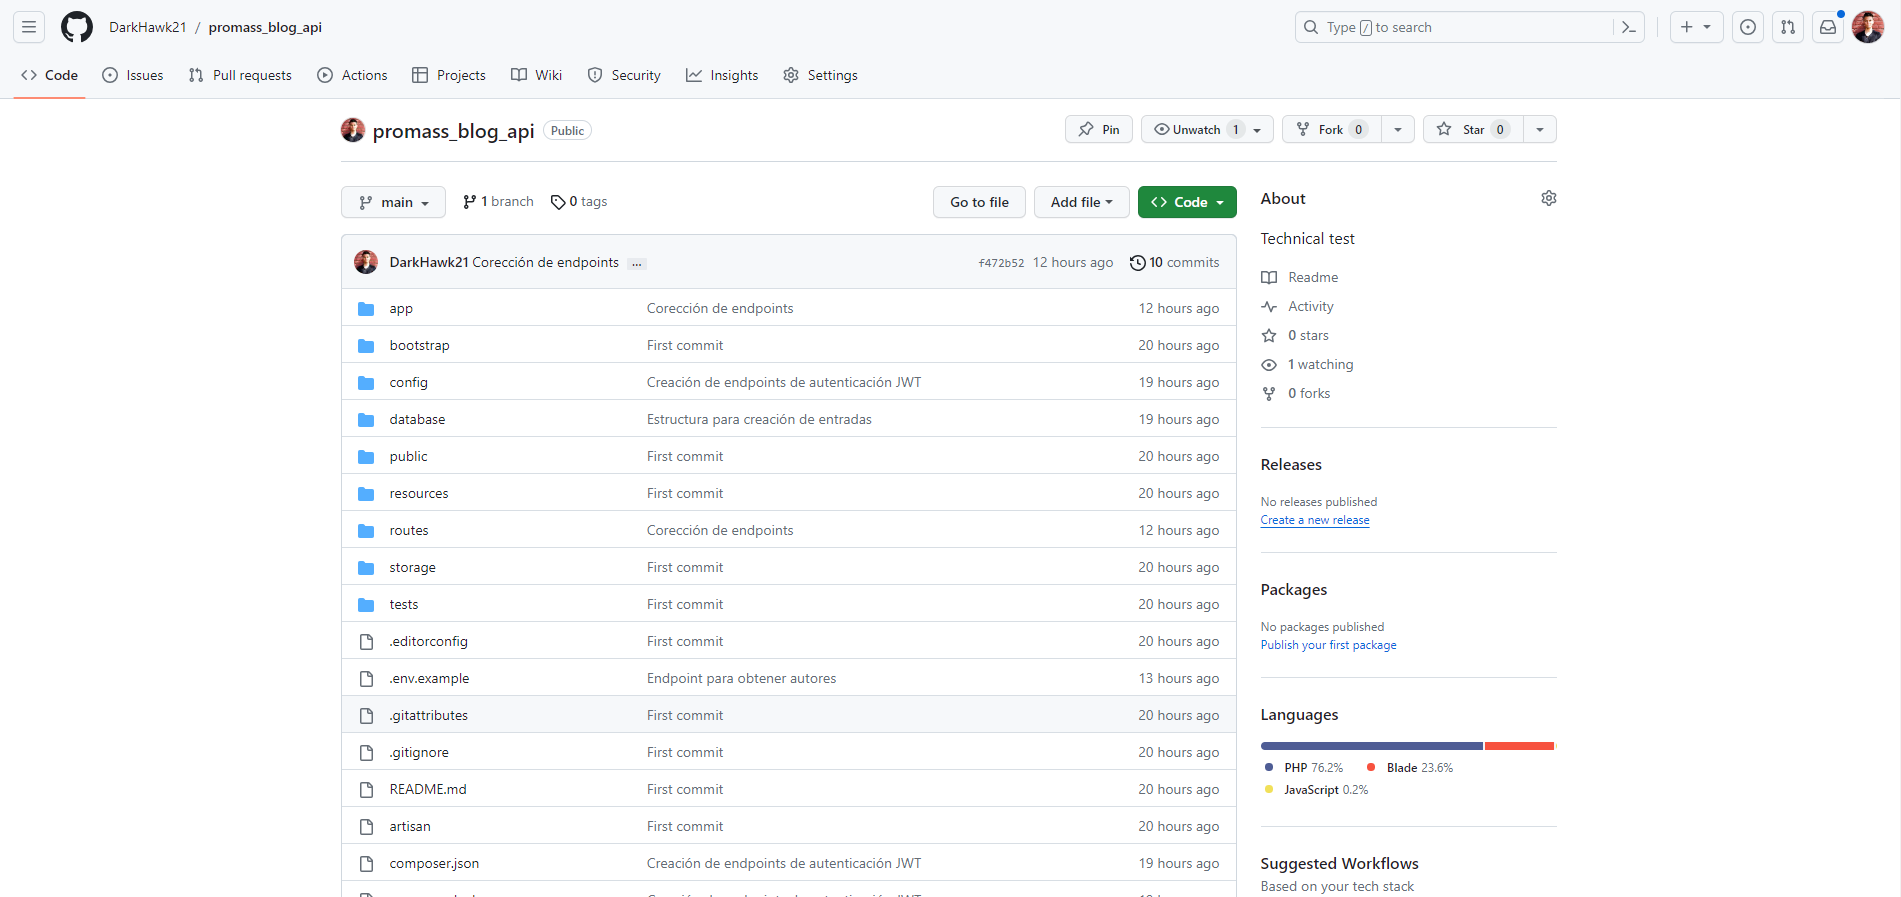 DarkHawk21 / promass_blog_api
Type / to search
Code Issues Pull requests Actions Projects Wiki Security Insights Settings
promass_blog_api Public
Pin Unwatch 1 Fork 0 Star 0
main 1 branch 0 tags Go to file Add file Code
DarkHawk21 Corección de endpoints ... f472b52 12 hours ago 10 commits
app Corección de endpoints 12 hours ago
bootstrap First commit 20 hours ago
config Creación de endpoints de autenticación JWT 19 hours ago
database Estructura para creación de entradas 19 hours ago
public First commit 20 hours ago
resources First commit 20 hours ago
routes Corección de endpoints 12 hours ago
storage First commit 20 hours ago
tests First commit 20 hours ago
.editorconfig First commit 20 hours ago
.env.example Endpoint para obtener autores 13 hours ago
.gitattributes First commit 20 hours ago
.gitignore First commit 20 hours ago
README.md First commit 20 hours ago
artisan First commit 20 hours ago
composer.json Creación de endpoints de autenticación JWT 19 hours ago
About
Technical test
Readme
Activity
0 stars
1 watching
0 forks
Releases
No releases published
Create a new release
Packages
No packages published
Publish your first package
Languages
PHP 76.2% Blade 23.6%
JavaScript 0.2%
Suggested Workflows
Based on your tech stack